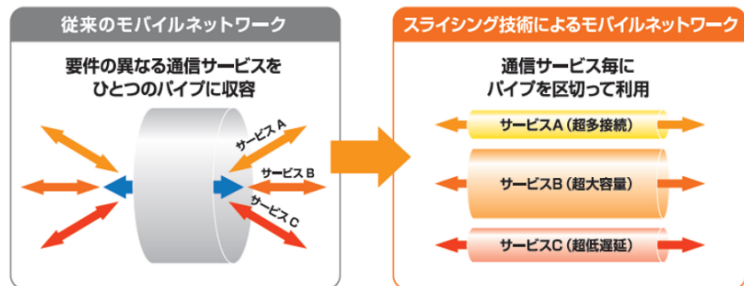 従来のモバイルネットワーク
要件の異なる通信サービスを
ひとつのパイプに収容
サービスA
サービスB
サービスC
スライシング技術によるモバイルネットワーク
通信サービス毎に
パイプを区切って利用
サービスA（超多接続）
サービスB（超大容量）
サービスC（超低遅延）